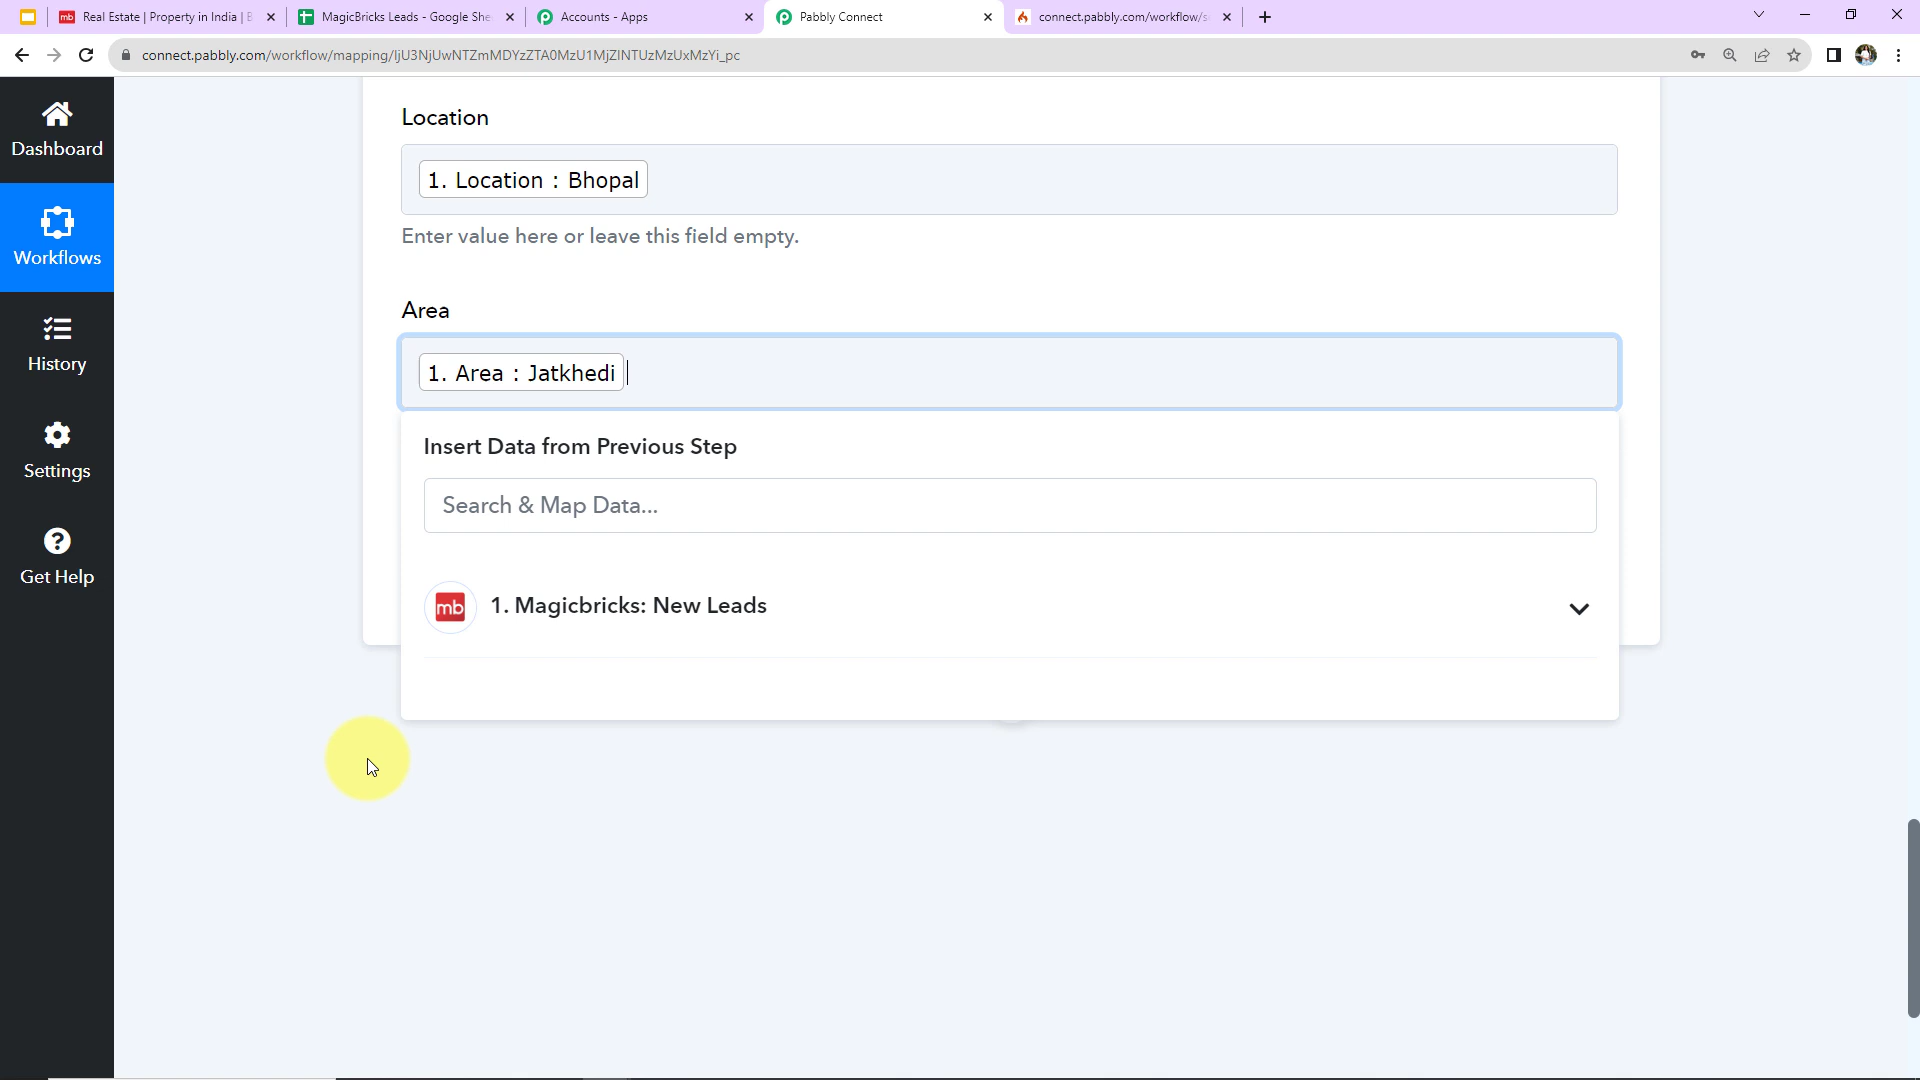 mb Real Estate | Property in India | B
MagicBricks Leads - Google She
Accounts - Apps
Pabbly Connect
connect.pabbly.com/workflow/s
connect.pabbly.com/workflow/mapping/IjU3NjUwNTZmMDYzZTA0MzU1MjZlNTUzMzUxMzYi_pc
Dashboard
Workflows
History
Settings
Get Help
Location
1. Location : Bhopal
Enter value here or leave this field empty.
Area
1. Area : Jatkhedi
Insert Data from Previous Step
Search & Map Data...
mb 1. Magicbricks: New Leads